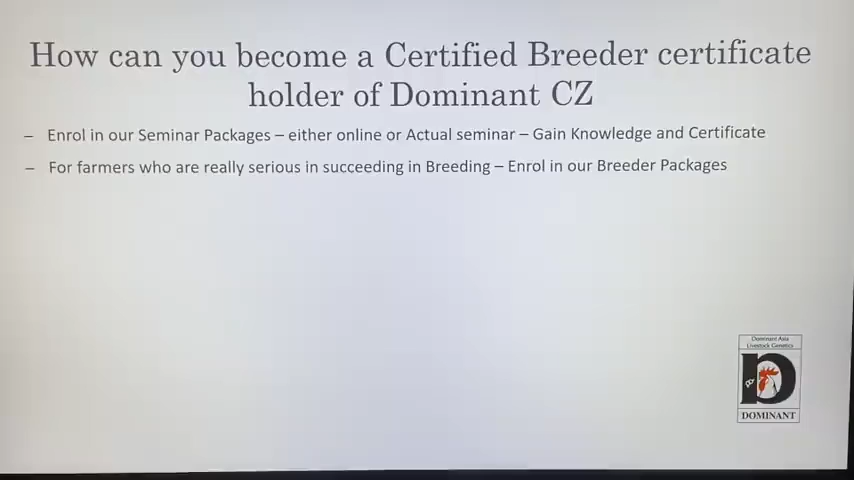 How can you become a Certified Breeder certificate
holder of Dominant CZ
– Enrol in our Seminar Packages – either online or Actual seminar – Gain Knowledge and Certificate
– For farmers who are really serious in succeeding in Breeding – Enrol in our Breeder Packages
Dominant Asia
Livestock Genetics
D
CZ
DOMINANT